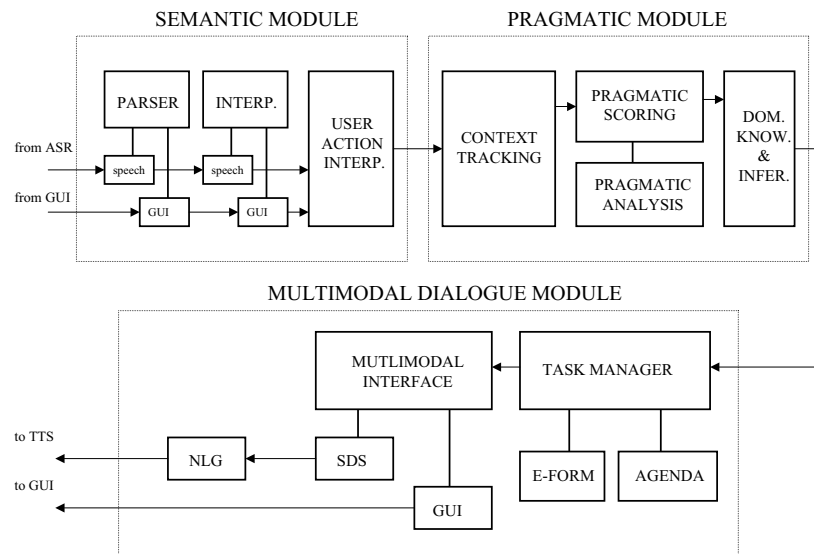 SEMANTIC MODULE
PRAGMATIC MODULE
PARSER
INTERP.
USER
ACTION
INTERP.
CONTEXT
TRACKING
PRAGMATIC
SCORING
DOM.
KNOW.
&
INFER.
from ASR
speech
speech
PRAGMATIC
ANALYSIS
from GUI
GUI
GUI
MULTIMODAL DIALOGUE MODULE
MUTLIMODAL
INTERFACE
TASK MANAGER
to TTS
NLG
SDS
E-FORM
AGENDA
to GUI
GUI